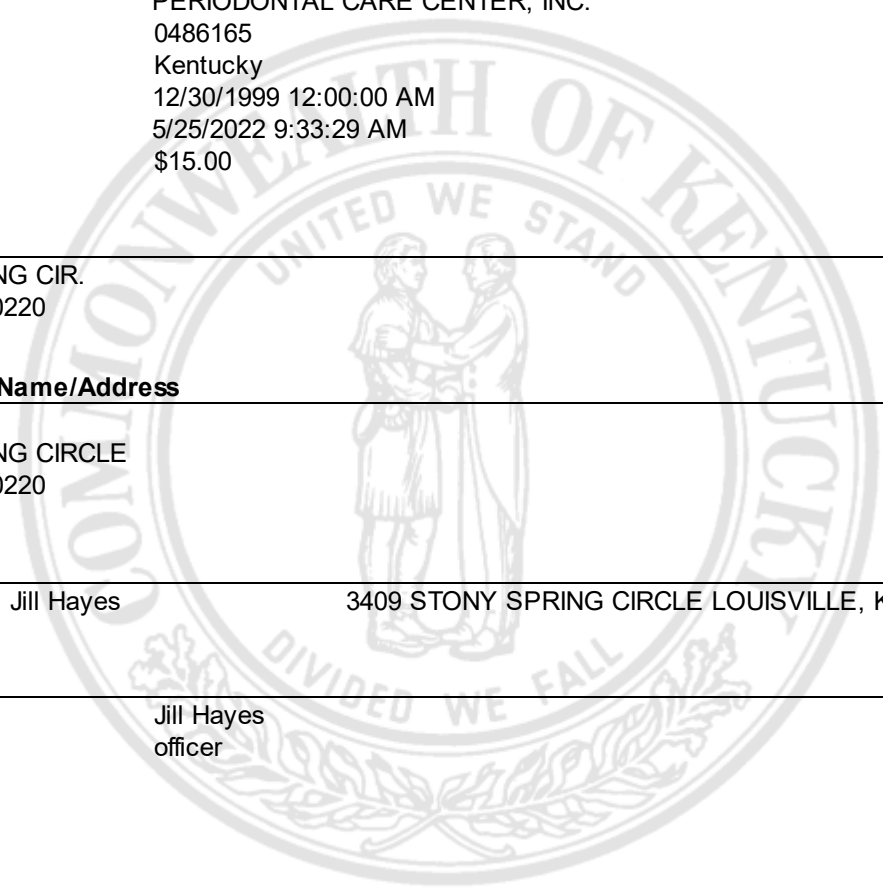 PERIODONTAL CARE CENTER, INC.
0486165
Kentucky
12/30/1999 12:00:00 AM
5/25/2022 9:33:29 AM
$15.00
COMMONWEALTH OF KENTUCKY
UNITED WE STAND
NG CIR.
0220
Name/Address
NG CIRCLE
0220
Jill Hayes 3409 STONY SPRING CIRCLE LOUISVILLE, K
DIVIDED WE FALL
Jill Hayes
officer